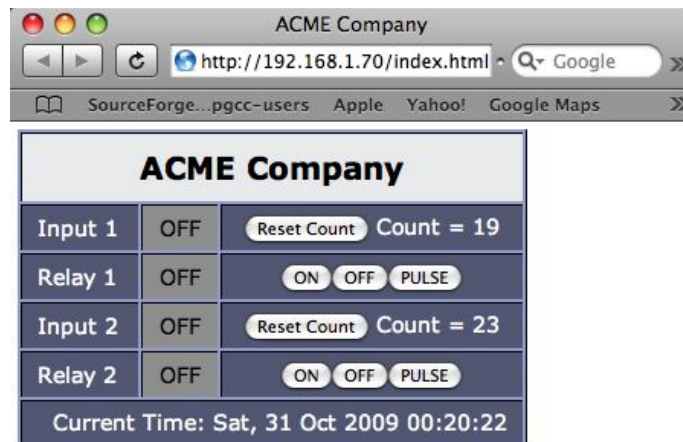 ACME Company
http://192.168.1.70/index.html Google
SourceForge...pgcc-users Apple Yahoo! Google Maps
ACME Company
Input 1 OFF Reset Count Count = 19
Relay 1 OFF ON OFF PULSE
Input 2 OFF Reset Count Count = 23
Relay 2 OFF ON OFF PULSE
Current Time: Sat, 31 Oct 2009 00:20:22